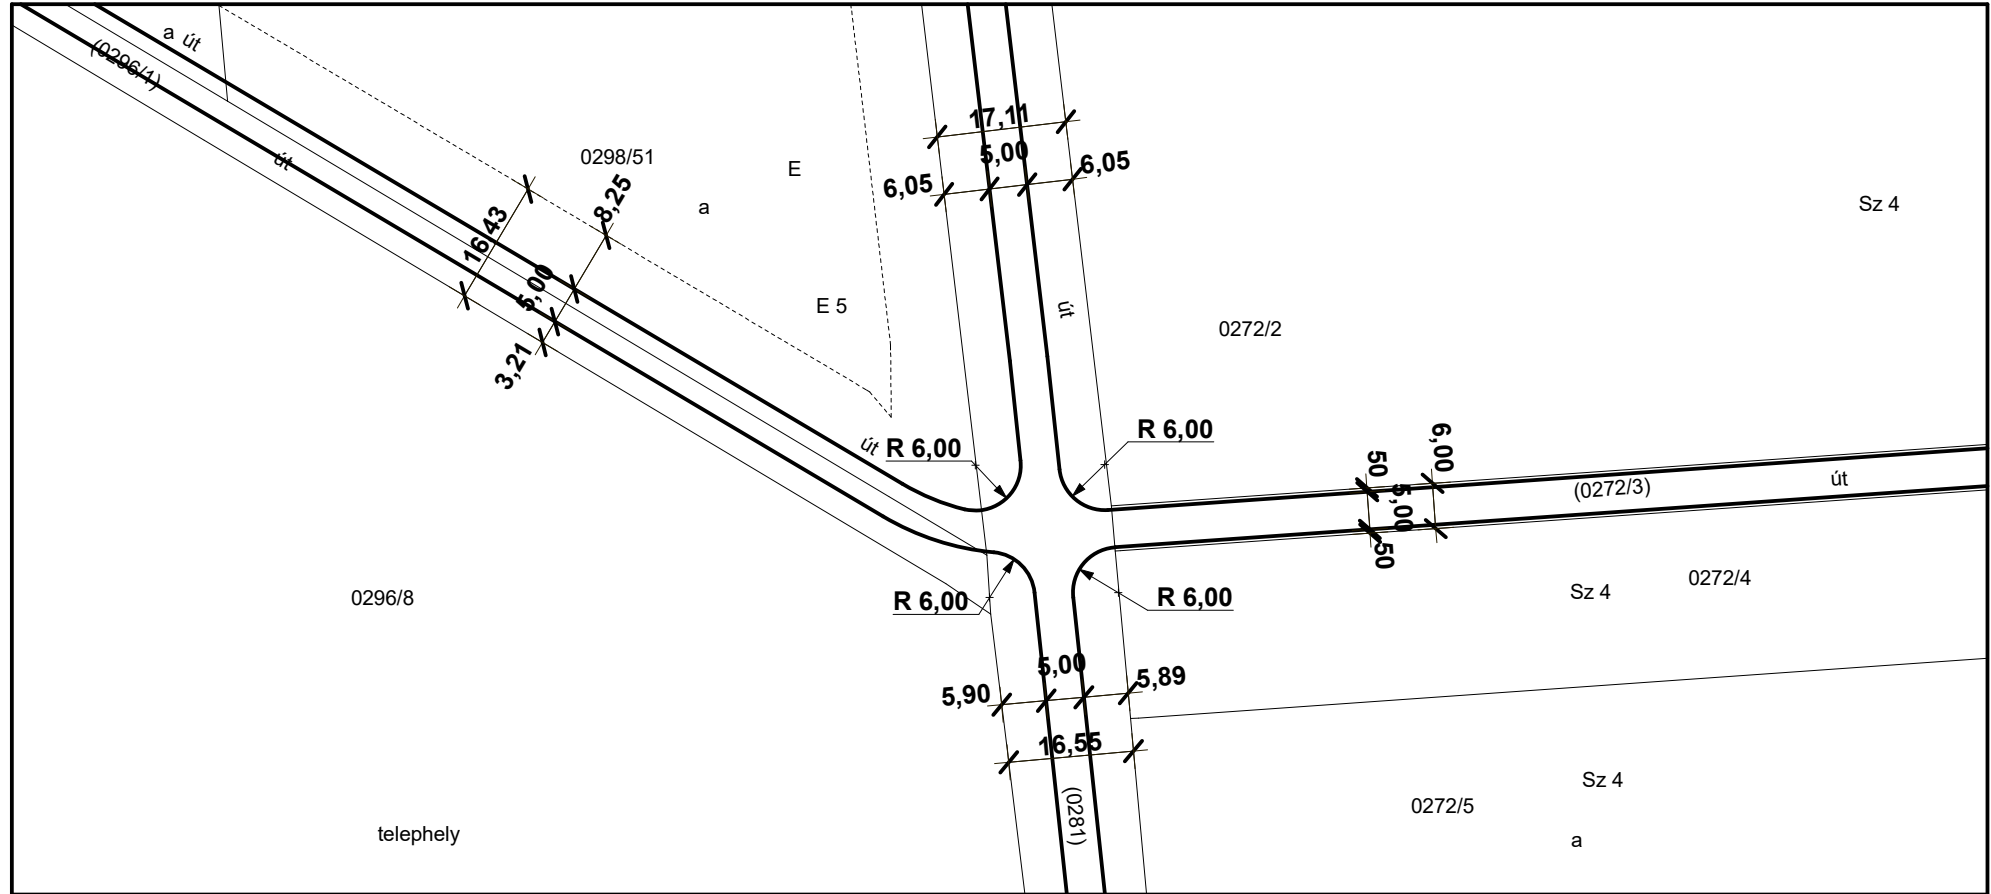 a út
(0296/1)
út
0298/51
E
a
E 5
16,43
8,25
5,00
3,21
17,11
5,00
6,05
6,05
út
Sz 4
0272/2
út
R 6,00
R 6,00
50
5,00
50
6,00
(0272/3)
út
R 6,00
R 6,00
0296/8
Sz 4
0272/4
5,90
5,00
5,89
16,55
(0281)
Sz 4
0272/5
a
telephely